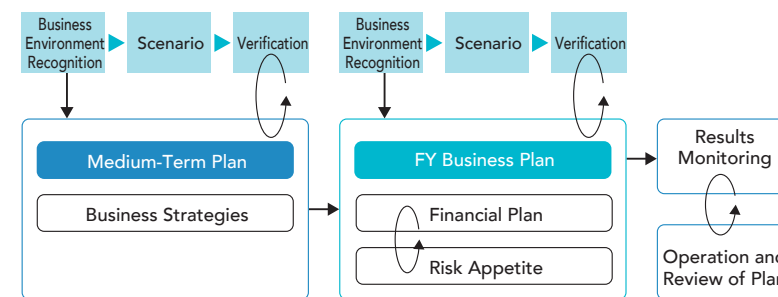 Business
Environment
Recognition
Scenario
Verification
Business
Environment
Recognition
Scenario
Verification
Medium-Term Plan
Business Strategies
FY Business Plan
Financial Plan
Risk Appetite
Results
Monitoring
Operation and
Review of Plan